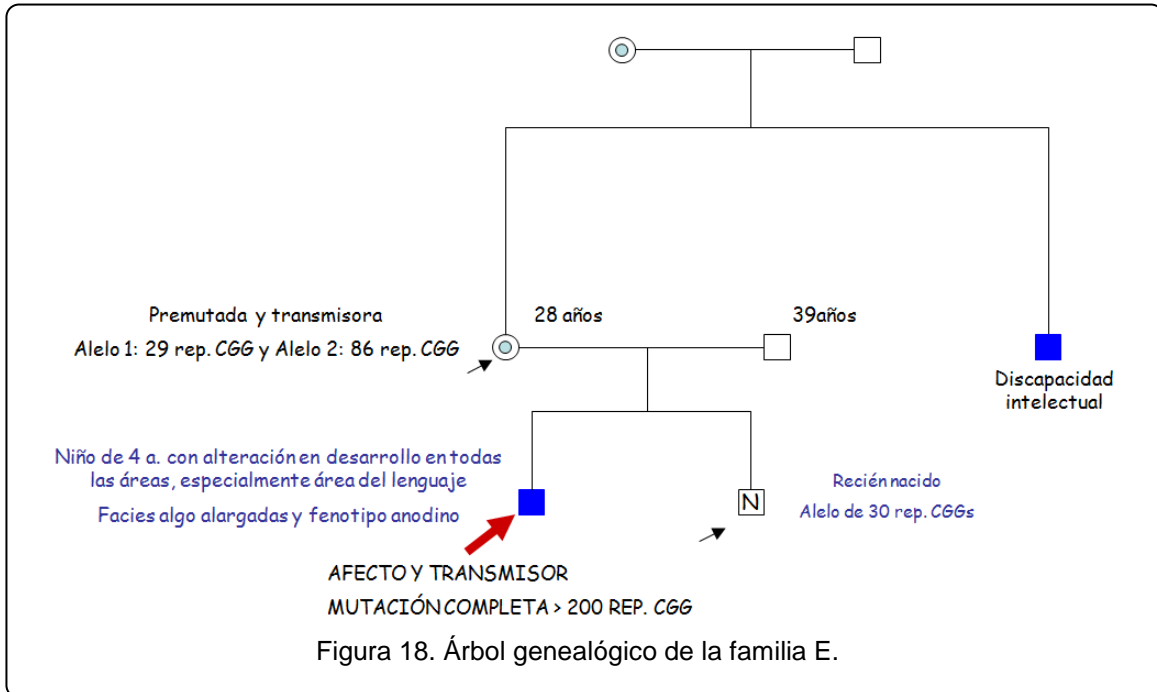 Premutada y transmisora
Alelo 1: 29 rep. CGG y Alelo 2: 86 rep. CGG
28 años
39años
Discapacidad
intelectual
Niño de 4 a. con alteración en desarrollo en todas
las áreas, especialmente área del lenguaje
Facies algo alargadas y fenotipo anodino
N
Recién nacido
Alelo de 30 rep. CGGs
AFECTO Y TRANSMISOR
MUTACIÓN COMPLETA > 200 REP. CGG
Figura 18. Árbol genealógico de la familia E.